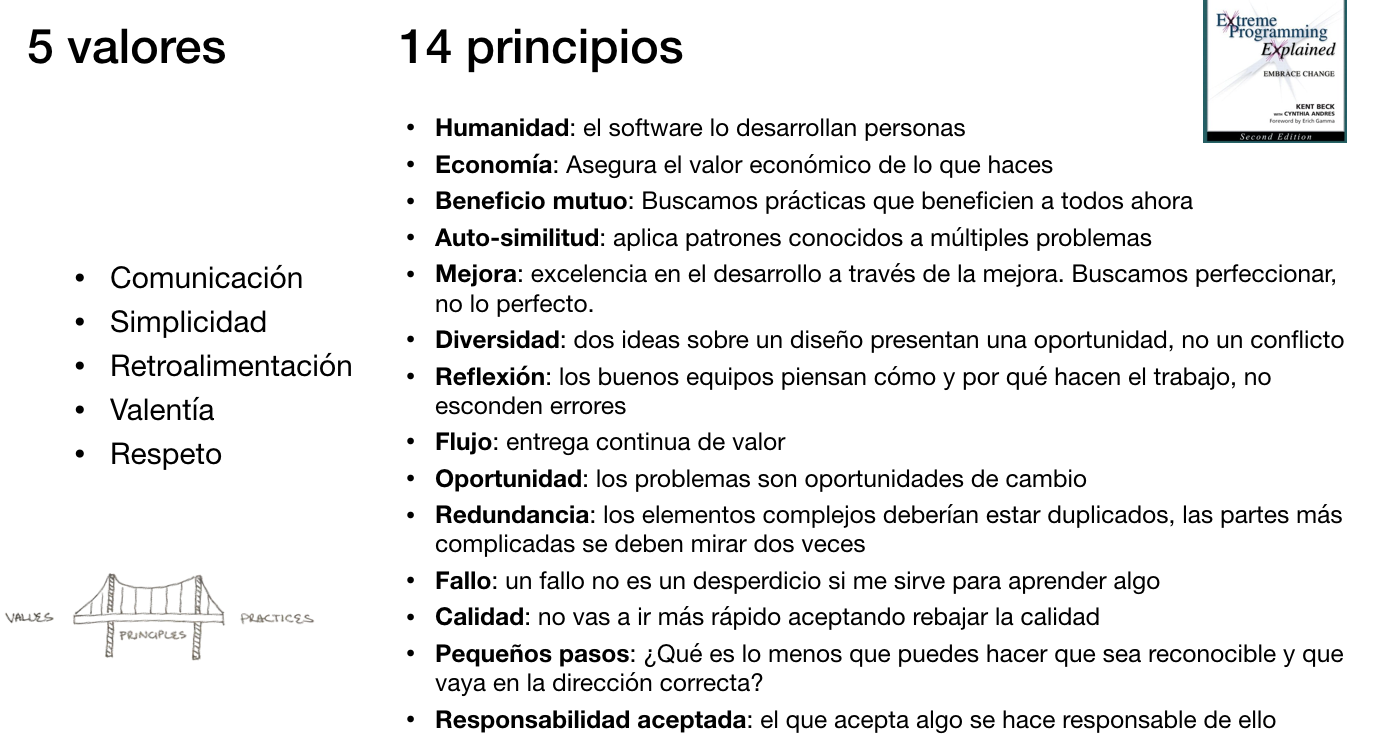 5 valores
14 principios
Extreme
Programming
Explained
EMBRACE CHANGE
KENT BECK
WITH CYNTHIA ANDRES
Foreword by Erich Gamma
Second Edition
• Comunicación
• Simplicidad
• Retroalimentación
• Valentía
• Respeto
VALUES
PRINCIPLES
PRACTICES
• Humanidad: el software lo desarrollan personas
• Economía: Asegura el valor económico de lo que haces
• Beneficio mutuo: Buscamos prácticas que beneficien a todos ahora
• Auto-similitud: aplica patrones conocidos a múltiples problemas
• Mejora: excelencia en el desarrollo a través de la mejora. Buscamos perfeccionar,
no lo perfecto.
• Diversidad: dos ideas sobre un diseño presentan una oportunidad, no un conflicto
• Reflexión: los buenos equipos piensan cómo y por qué hacen el trabajo, no
esconden errores
• Flujo: entrega continua de valor
• Oportunidad: los problemas son oportunidades de cambio
• Redundancia: los elementos complejos deberían estar duplicados, las partes más
complicadas se deben mirar dos veces
• Fallo: un fallo no es un desperdicio si me sirve para aprender algo
• Calidad: no vas a ir más rápido aceptando rebajar la calidad
• Pequeños pasos: ¿Qué es lo menos que puedes hacer que sea reconocible y que
vaya en la dirección correcta?
• Responsabilidad aceptada: el que acepta algo se hace responsable de ello